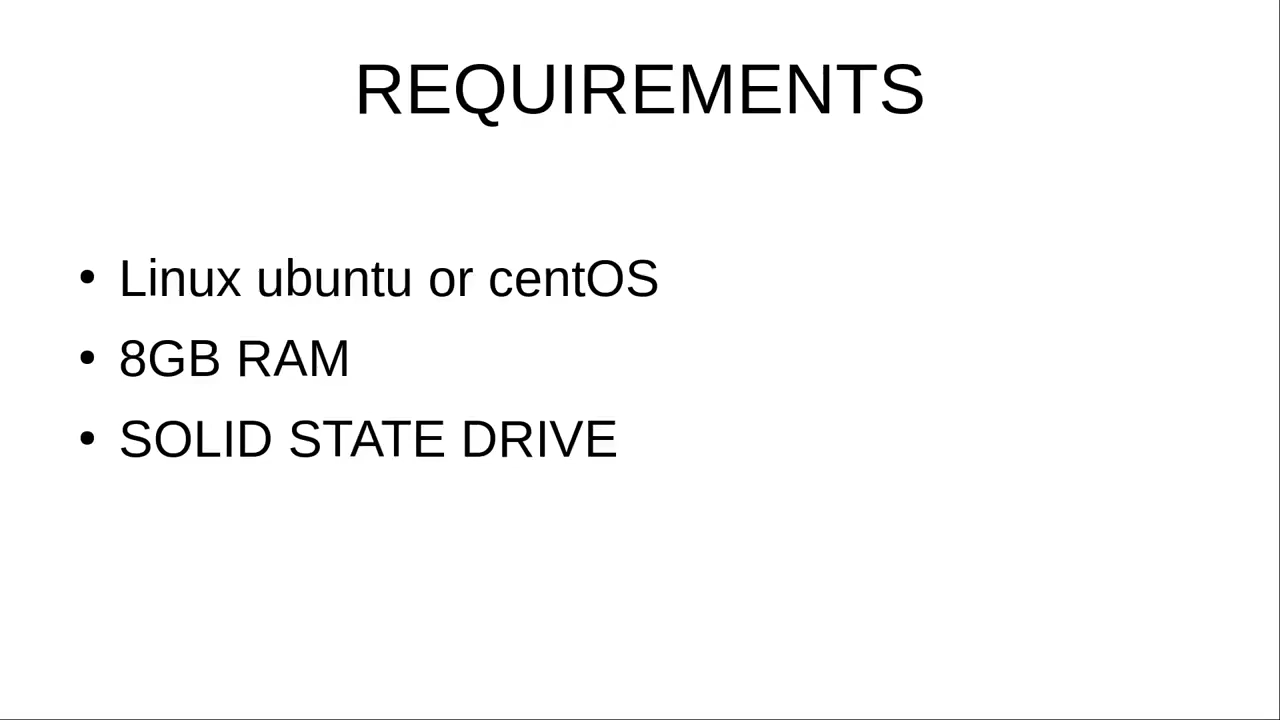 REQUIREMENTS
• Linux ubuntu or centOS
• 8GB RAM
• SOLID STATE DRIVE